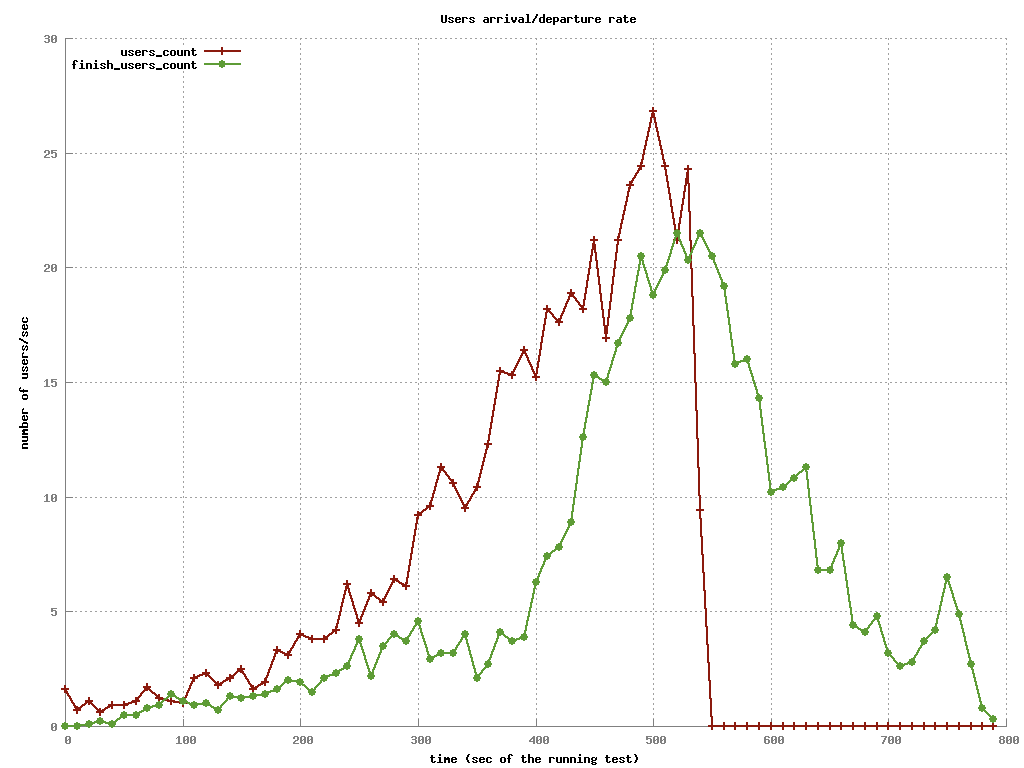 Users arrival/departure rate
30
users_count
finish_users_count
25
20
number of users/sec
15
10
5
0
0 100 200 300 400 500 600 700 800
time (sec of the running test)